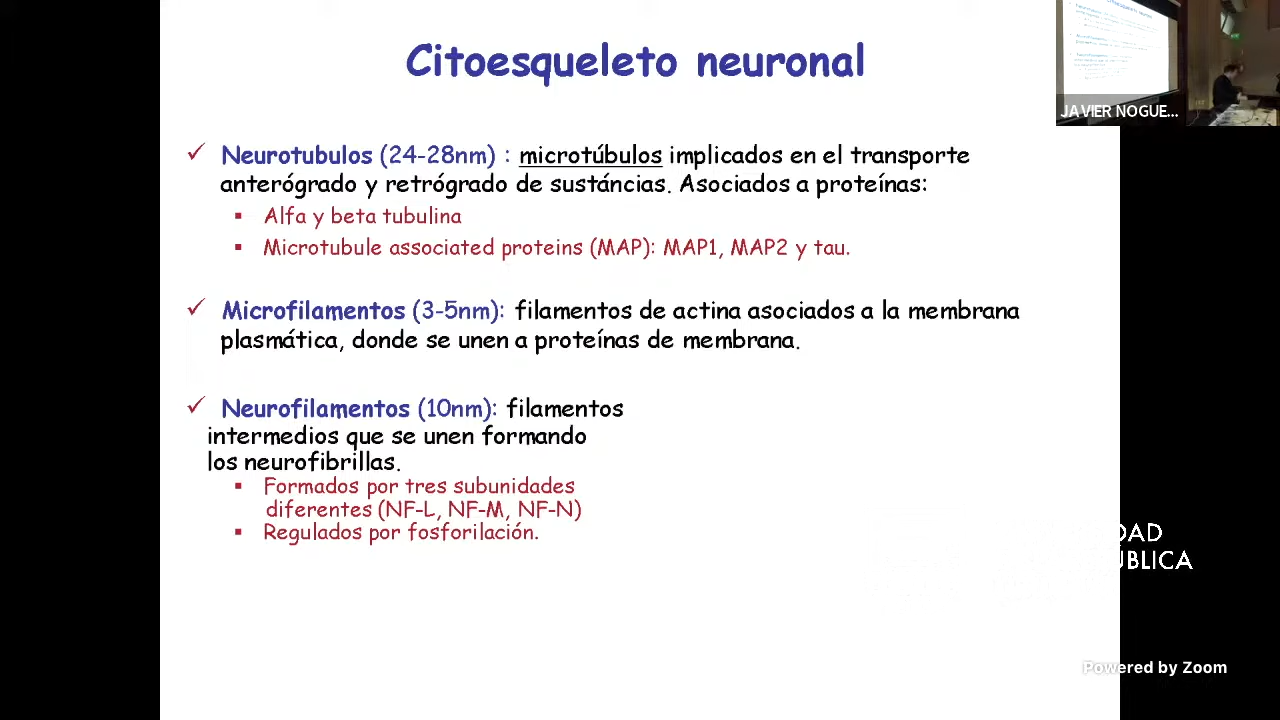 Citoesqueleto neuronal
JAVIER NOGUE...
✓ Neurotubulos (24-28nm) : microtúbulos implicados en el transporte
anterógrado y retrógrado de sustáncias. Asociados a proteínas:
▪ Alfa y beta tubulina
▪ Microtubule associated proteins (MAP): MAP1, MAP2 y tau.
✓ Microfilamentos (3-5nm): filamentos de actina asociados a la membrana
plasmática, donde se unen a proteínas de membrana.
✓ Neurofilamentos (10nm): filamentos
intermedios que se unen formando
los neurofibrillas.
▪ Formados por tres subunidades
diferentes (NF-L, NF-M, NF-N)
▪ Regulados por fosforilación.
DAD
ÚBLICA
Powered by Zoom